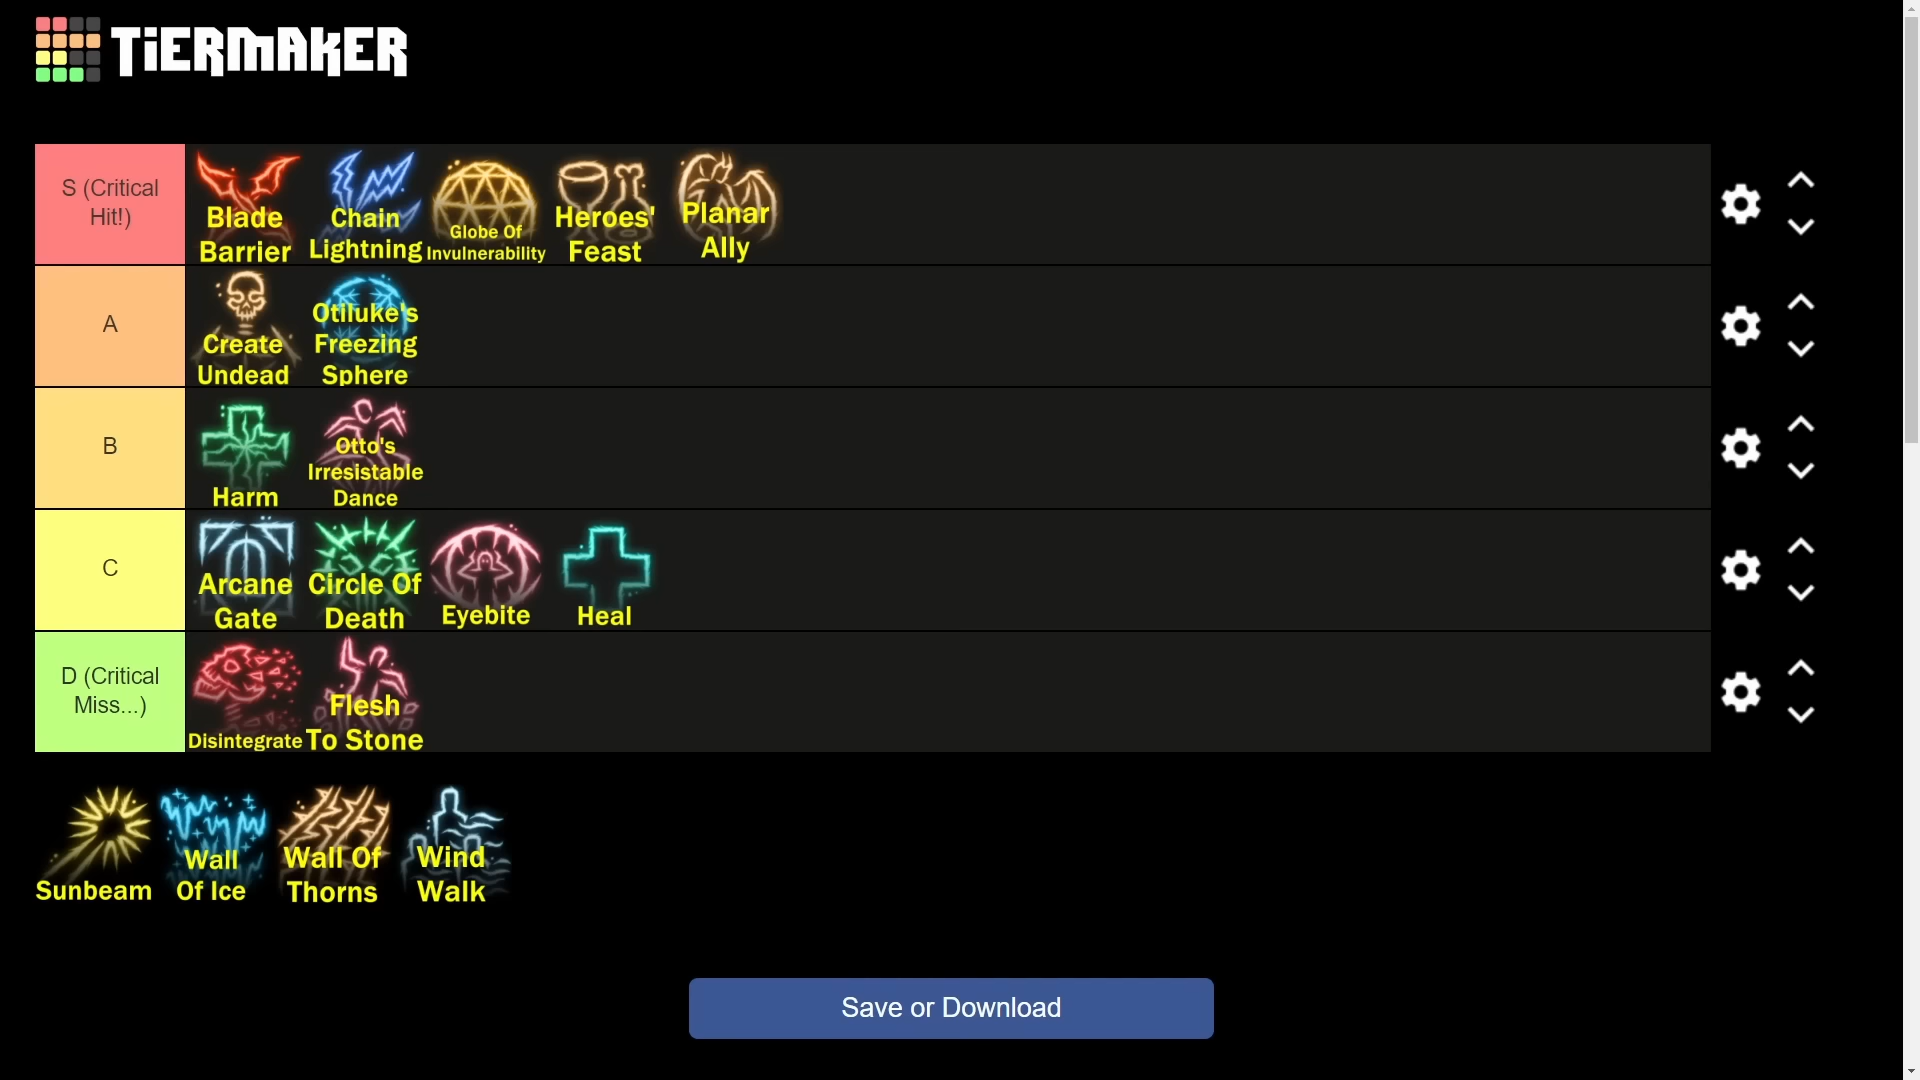 TiERMAKER
S (Critical
Hit!)
Blade
Barrier
Chain
Lightning
Globe Of
Invulnerability
Heroes'
Feast
Planar
Ally
A
Create
Undead
Otiluke's
Freezing
Sphere
B
Harm
Otto's
Irresistable
Dance
C
Arcane
Gate
Circle Of
Death
Eyebite
Heal
D (Critical
Miss...)
Disintegrate
Flesh
To Stone
Sunbeam
Wall
Of Ice
Wall Of
Thorns
Wind
Walk
Save or Download